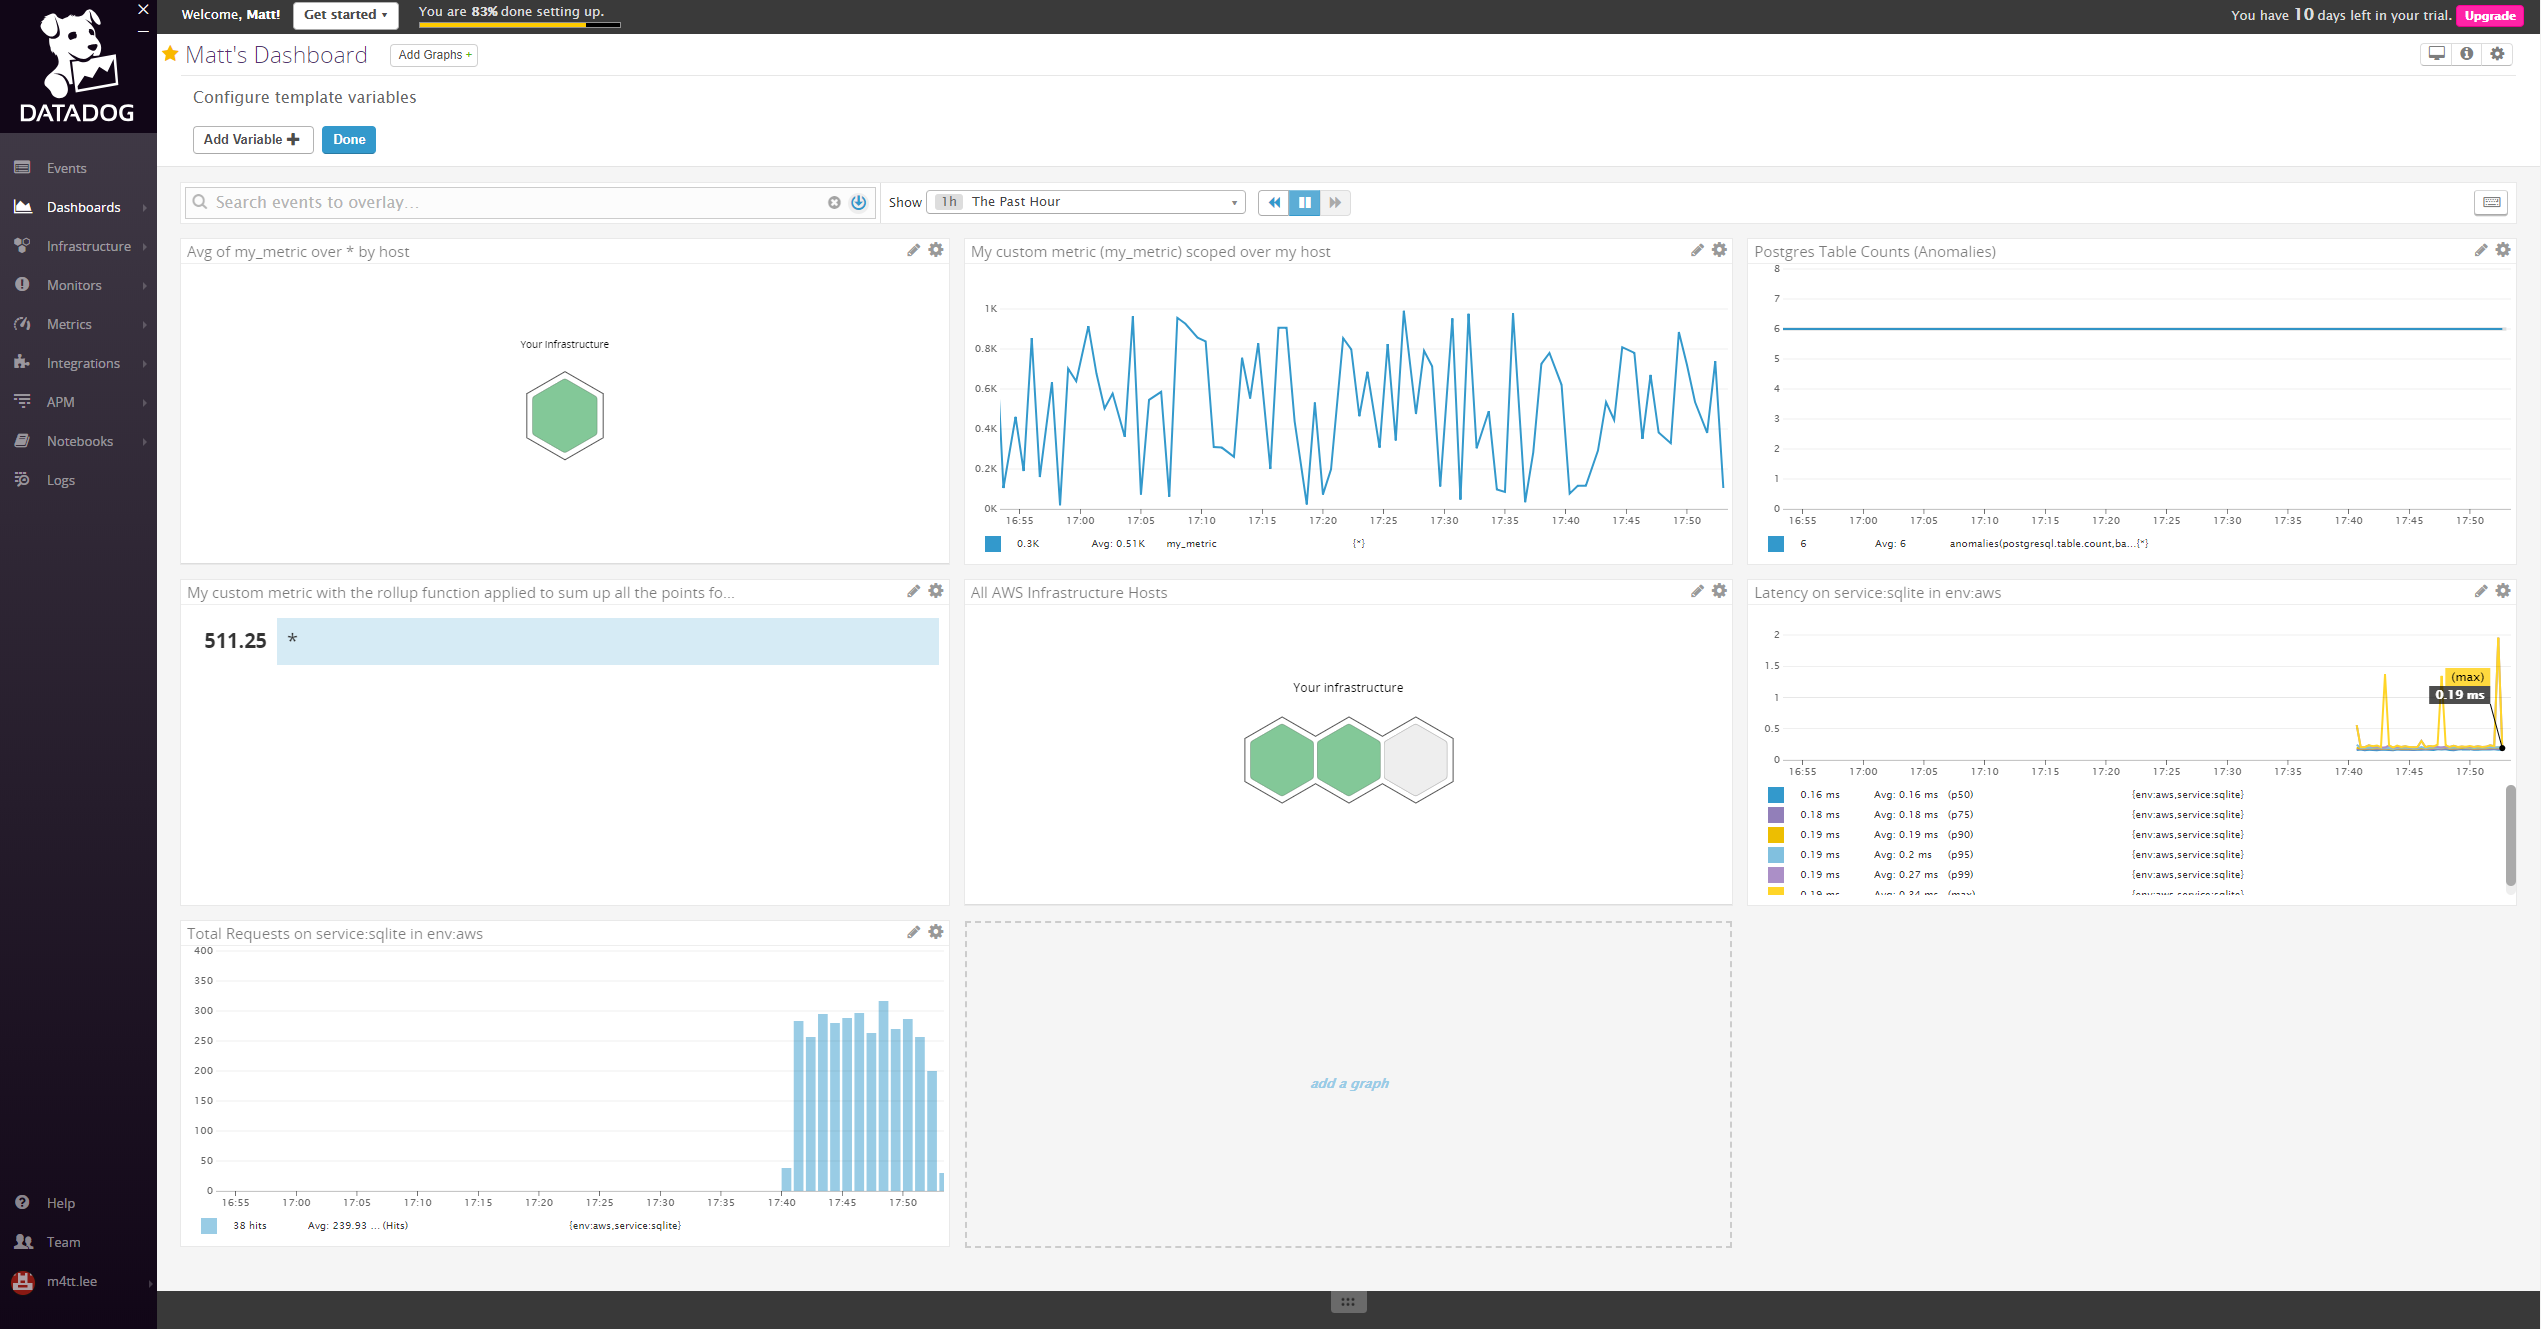 Welcome, Matt!
Get started
You are 83% done setting up.
You have 10 days left in your trial.
Upgrade
DATADOG
Events
Dashboards
Infrastructure
Monitors
Metrics
Integrations
APM
Notebooks
Logs
Help
Team
m4tt.lee
Matt's Dashboard
Add Graphs +
Configure template variables
Add Variable
Done
Search events to overlay...
Show
1h The Past Hour
Avg of my_metric over * by host
Your Infrastructure
My custom metric (my_metric) scoped over my host
1K
0.8K
0.6K
0.4K
0.2K
0K
16:55 17:00 17:05 17:10 17:15 17:20 17:25 17:30 17:35 17:40 17:45 17:50
0.3K Avg: 0.51K my_metric {*}
Postgres Table Counts (Anomalies)
8
7
6
5
4
3
2
1
0
16:55 17:00 17:05 17:10 17:15 17:20 17:25 17:30 17:35 17:40 17:45 17:50
6 Avg: 6 anomalies(postgresql.table.count,ba...{*}
My custom metric with the rollup function applied to sum up all the points fo...
511.25 *
All AWS Infrastructure Hosts
Your infrastructure
Latency on service:sqlite in env:aws
2
1.5
1
0.5
0
(max)
0.19 ms
16:55 17:00 17:05 17:10 17:15 17:20 17:25 17:30 17:35 17:40 17:45 17:50
0.16 ms Avg: 0.16 ms (p50) {env:aws,service:sqlite}
0.18 ms Avg: 0.18 ms (p75) {env:aws,service:sqlite}
0.19 ms Avg: 0.19 ms (p90) {env:aws,service:sqlite}
0.19 ms Avg: 0.2 ms (p95) {env:aws,service:sqlite}
0.19 ms Avg: 0.27 ms (p99) {env:aws,service:sqlite}
0.19 ms Avg: 0.34 ms (max) {env:aws,service:sqlite}
Total Requests on service:sqlite in env:aws
400
350
300
250
200
150
100
50
0
16:55 17:00 17:05 17:10 17:15 17:20 17:25 17:30 17:35 17:40 17:45 17:50
38 hits Avg: 239.93 ... (Hits) {env:aws,service:sqlite}
add a graph